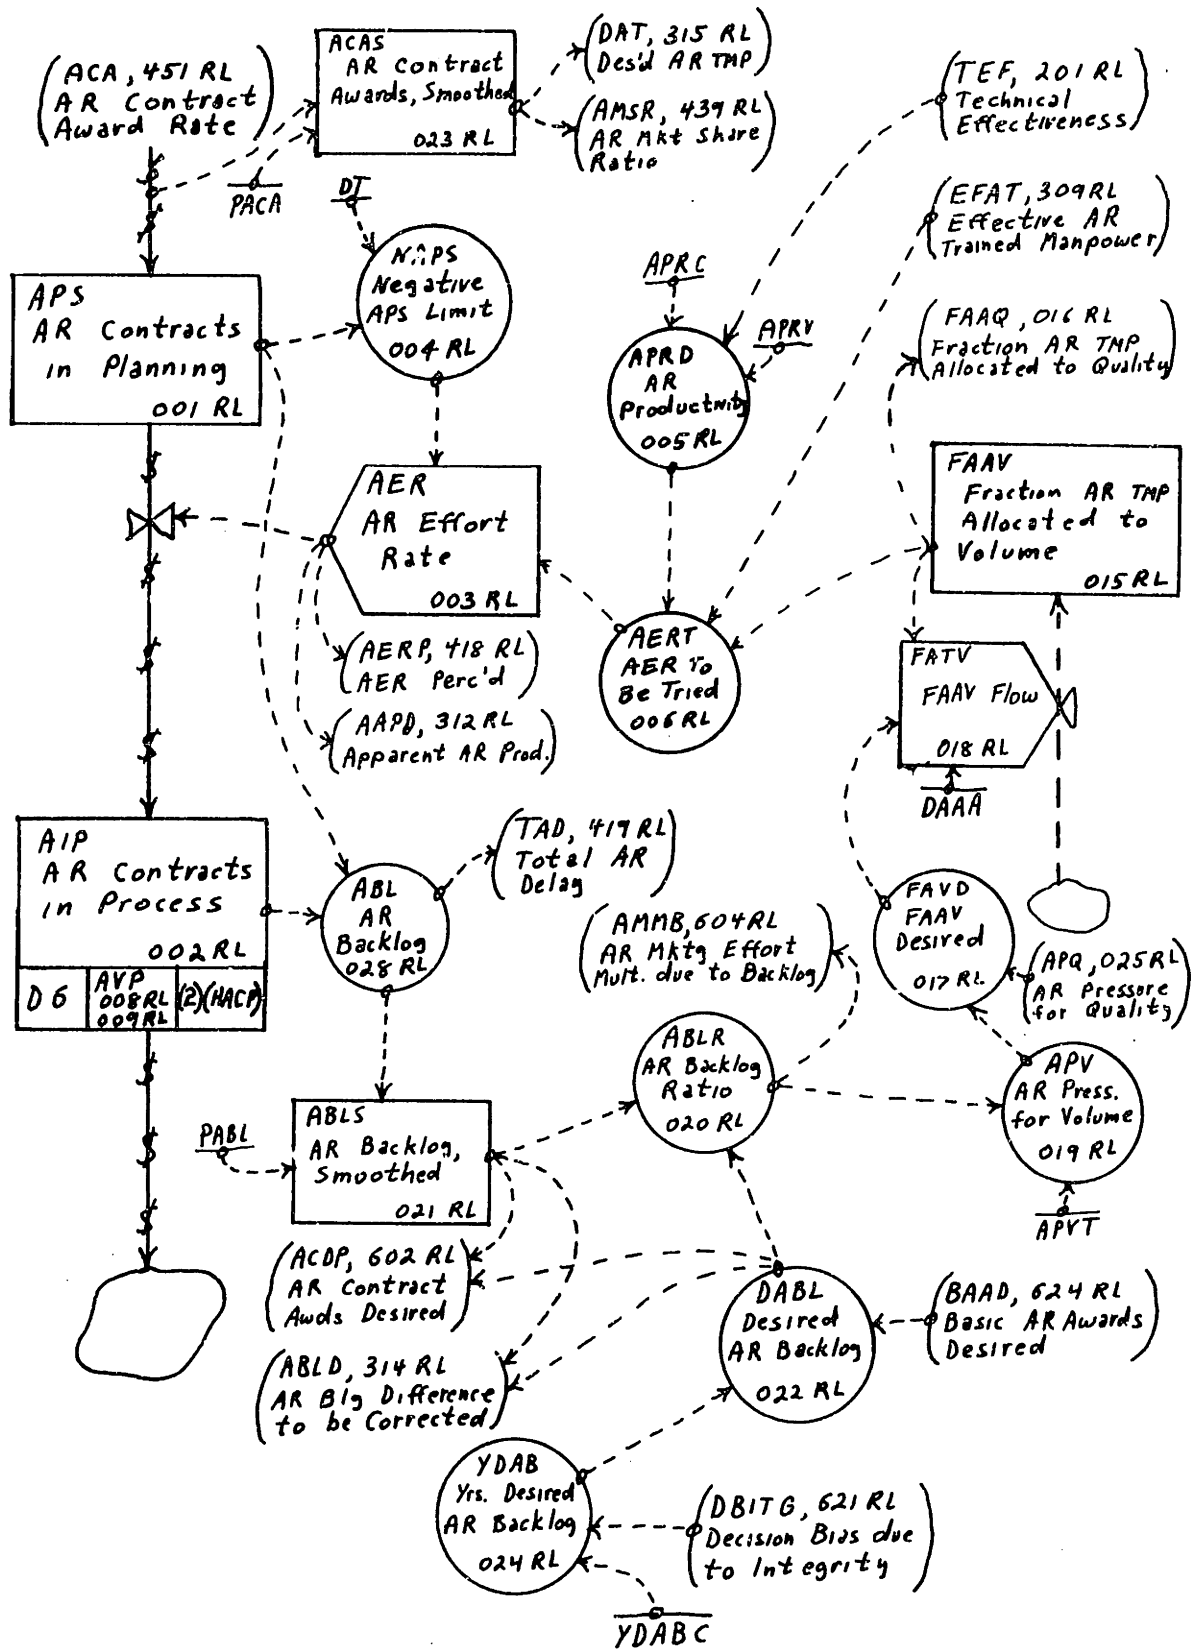 ACA, 451 RL
AR Contract
Award Rate
ACAS
AR Contract
Awards, Smoothed
023 RL
DAT, 315 RL
Des'd AR TMP
AMSR, 439 RL
AR Mkt Share
Ratio
TEF, 201 RL
Technical
Effectiveness
PACA
DT
EFAT, 309 RL
Effective AR
Trained Manpower
APS
AR Contracts
in Planning
001 RL
NAPS
Negative
APS Limit
004 RL
APRC
APRV
APRD
AR
Productivity
005 RL
FAAQ, 016 RL
Fraction AR TMP
Allocated to Quality
AER
AR Effort
Rate
003 RL
FAAV
Fraction AR TMP
Allocated to
Volume
015 RL
AERP, 418 RL
AER Perc'd
AAPD, 312 RL
Apparent AR Prod.
AERT
AER To
Be Tried
006 RL
FATV
FAAV Flow
018 RL
DAAA
AIP
AR Contracts
in Process
002 RL
D6
AVP
008 RL
009 RL
(2)(HACP)
ABL
AR
Backlog
028 RL
TAD, 419 RL
Total AR
Delay
AMMB, 604 RL
AR Mktg Effort
Mult. due to Backlog
FAVD
FAAV
Desired
017 RL
APQ, 025 RL
AR Pressure
for Quality
ABLR
AR Backlog
Ratio
020 RL
APV
AR Press.
for Volume
019 RL
APVT
PABL
ABLS
AR Backlog,
Smoothed
021 RL
ACDP, 602 RL
AR Contract
Awds Desired
ABLD, 314 RL
AR Blg Difference
to be Corrected
DABL
Desired
AR Backlog
022 RL
BAAD, 624 RL
Basic AR Awards
Desired
YDAB
Yrs. Desired
AR Backlog
024 RL
DBITG, 621 RL
Decision Bias due
to Integrity
YDABC